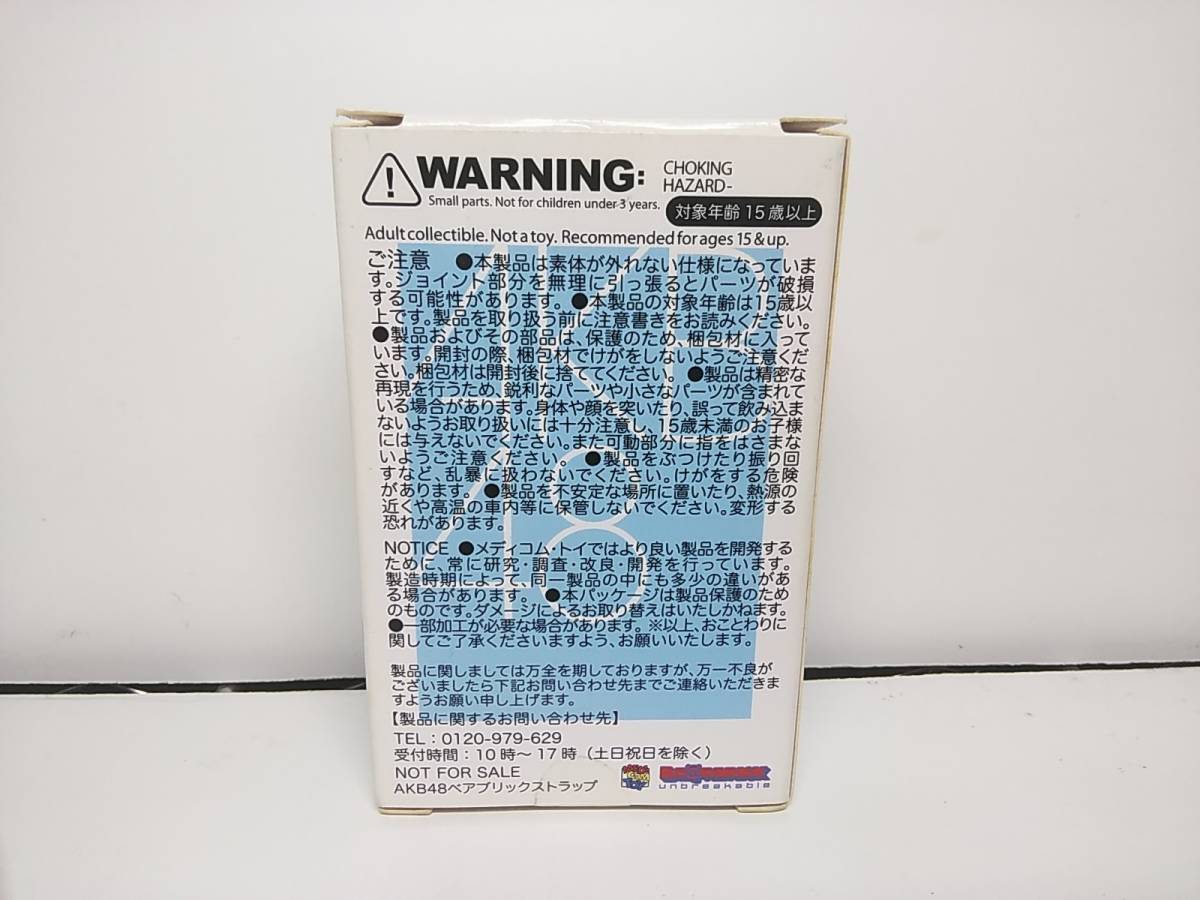 WARNING: CHOKING HAZARD-
Small parts. Not for children under 3 years.
対象年齢 15歳以上
Adult collectible. Not a toy. Recommended for ages 15 & up.
ご注意 ●本製品は素体が外れない仕様になっていま
す。ジョイント部分を無理に引っ張るとパーツが破損
する可能性があります。●本製品の対象年齢は15歳以
上です。製品を取り扱う前に注意書きをお読みください。
●製品およびその部品は、保護のため、梱包材に入って
います。開封の際、梱包材でけがをしないようご注意くだ
さい。梱包材は開封後に捨ててください。●製品は精密な
再現を行うため、鋭利なパーツや小さなパーツが含まれて
いる場合があります。身体や顔を突いたり、誤って飲み込ま
ないようお取り扱いには十分注意し、15歳未満のお子様
には与えないでください。また可動部分に指をはさまな
いようご注意ください。●製品をぶつけたり振り回
すなど、乱暴に扱わないでください。けがをする危険
があります。●製品を不安定な場所に置いたり、熱源の
近くや高温の車内等に保管しないでください。変形する
恐れがあります。
NOTICE ●メディコム・トイではより良い製品を開発する
ために、常に研究・調査・改良・開発を行っています。
製造時期によって、同一製品の中にも多少の違いがあ
る場合があります。●本パッケージは製品保護のため
のものです。ダメージによるお取り替えはいたしかねます。
●一部加工が必要な場合があります。※以上、おことわりに
関してご了承くださいますよう、お願いいたします。
製品に関しましては万全を期しておりますが、万一不良が
ございましたら下記お問い合わせ先までご連絡いただきま
すようお願い申し上げます。
【製品に関するお問い合わせ先】
TEL：0120-979-629
受付時間：10時～17時（土日祝日を除く）
NOT FOR SALE
AKB48ベアブリックストラップ
BE@RBRICK
unbreakable
AKB
48